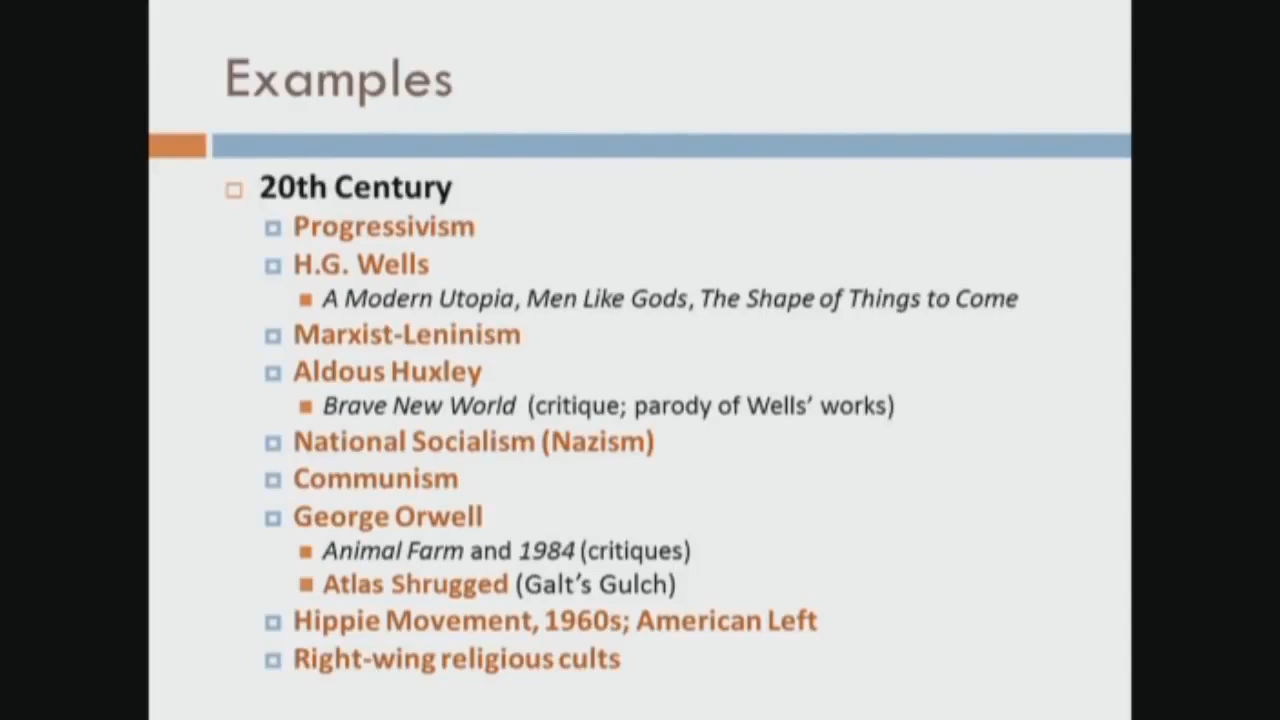 Examples
20th Century
Progressivism
H.G. Wells
A Modern Utopia, Men Like Gods, The Shape of Things to Come
Marxist-Leninism
Aldous Huxley
Brave New World (critique; parody of Wells' works)
National Socialism (Nazism)
Communism
George Orwell
Animal Farm and 1984 (critiques)
Atlas Shrugged (Galt's Gulch)
Hippie Movement, 1960s; American Left
Right-wing religious cults